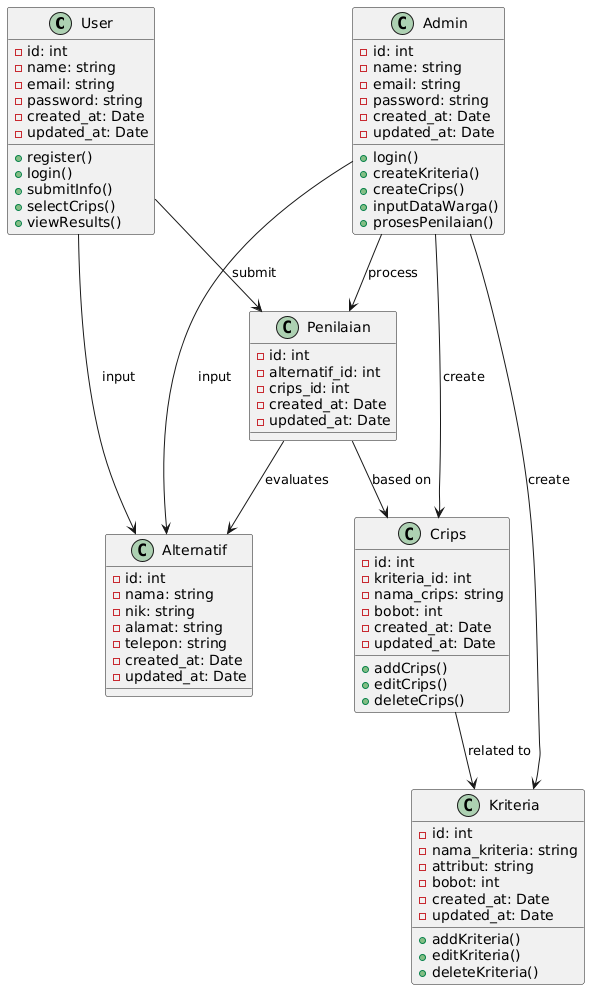 C User
id: int
name: string
email: string
password: string
created_at: Date
updated_at: Date
register()
login()
submitInfo()
selectCrips()
viewResults()
C Admin
id: int
name: string
email: string
password: string
created_at: Date
updated_at: Date
login()
createKriteria()
createCrips()
inputDataWarga()
prosesPenilaian()
submit
process
C Penilaian
id: int
alternatif_id: int
crips_id: int
created_at: Date
updated_at: Date
input
input
create
create
evaluates
based on
C Alternatif
id: int
nama: string
nik: string
alamat: string
telepon: string
created_at: Date
updated_at: Date
C Crips
id: int
kriteria_id: int
nama_crips: string
bobot: int
created_at: Date
updated_at: Date
addCrips()
editCrips()
deleteCrips()
related to
C Kriteria
id: int
nama_kriteria: string
attribut: string
bobot: int
created_at: Date
updated_at: Date
addKriteria()
editKriteria()
deleteKriteria()